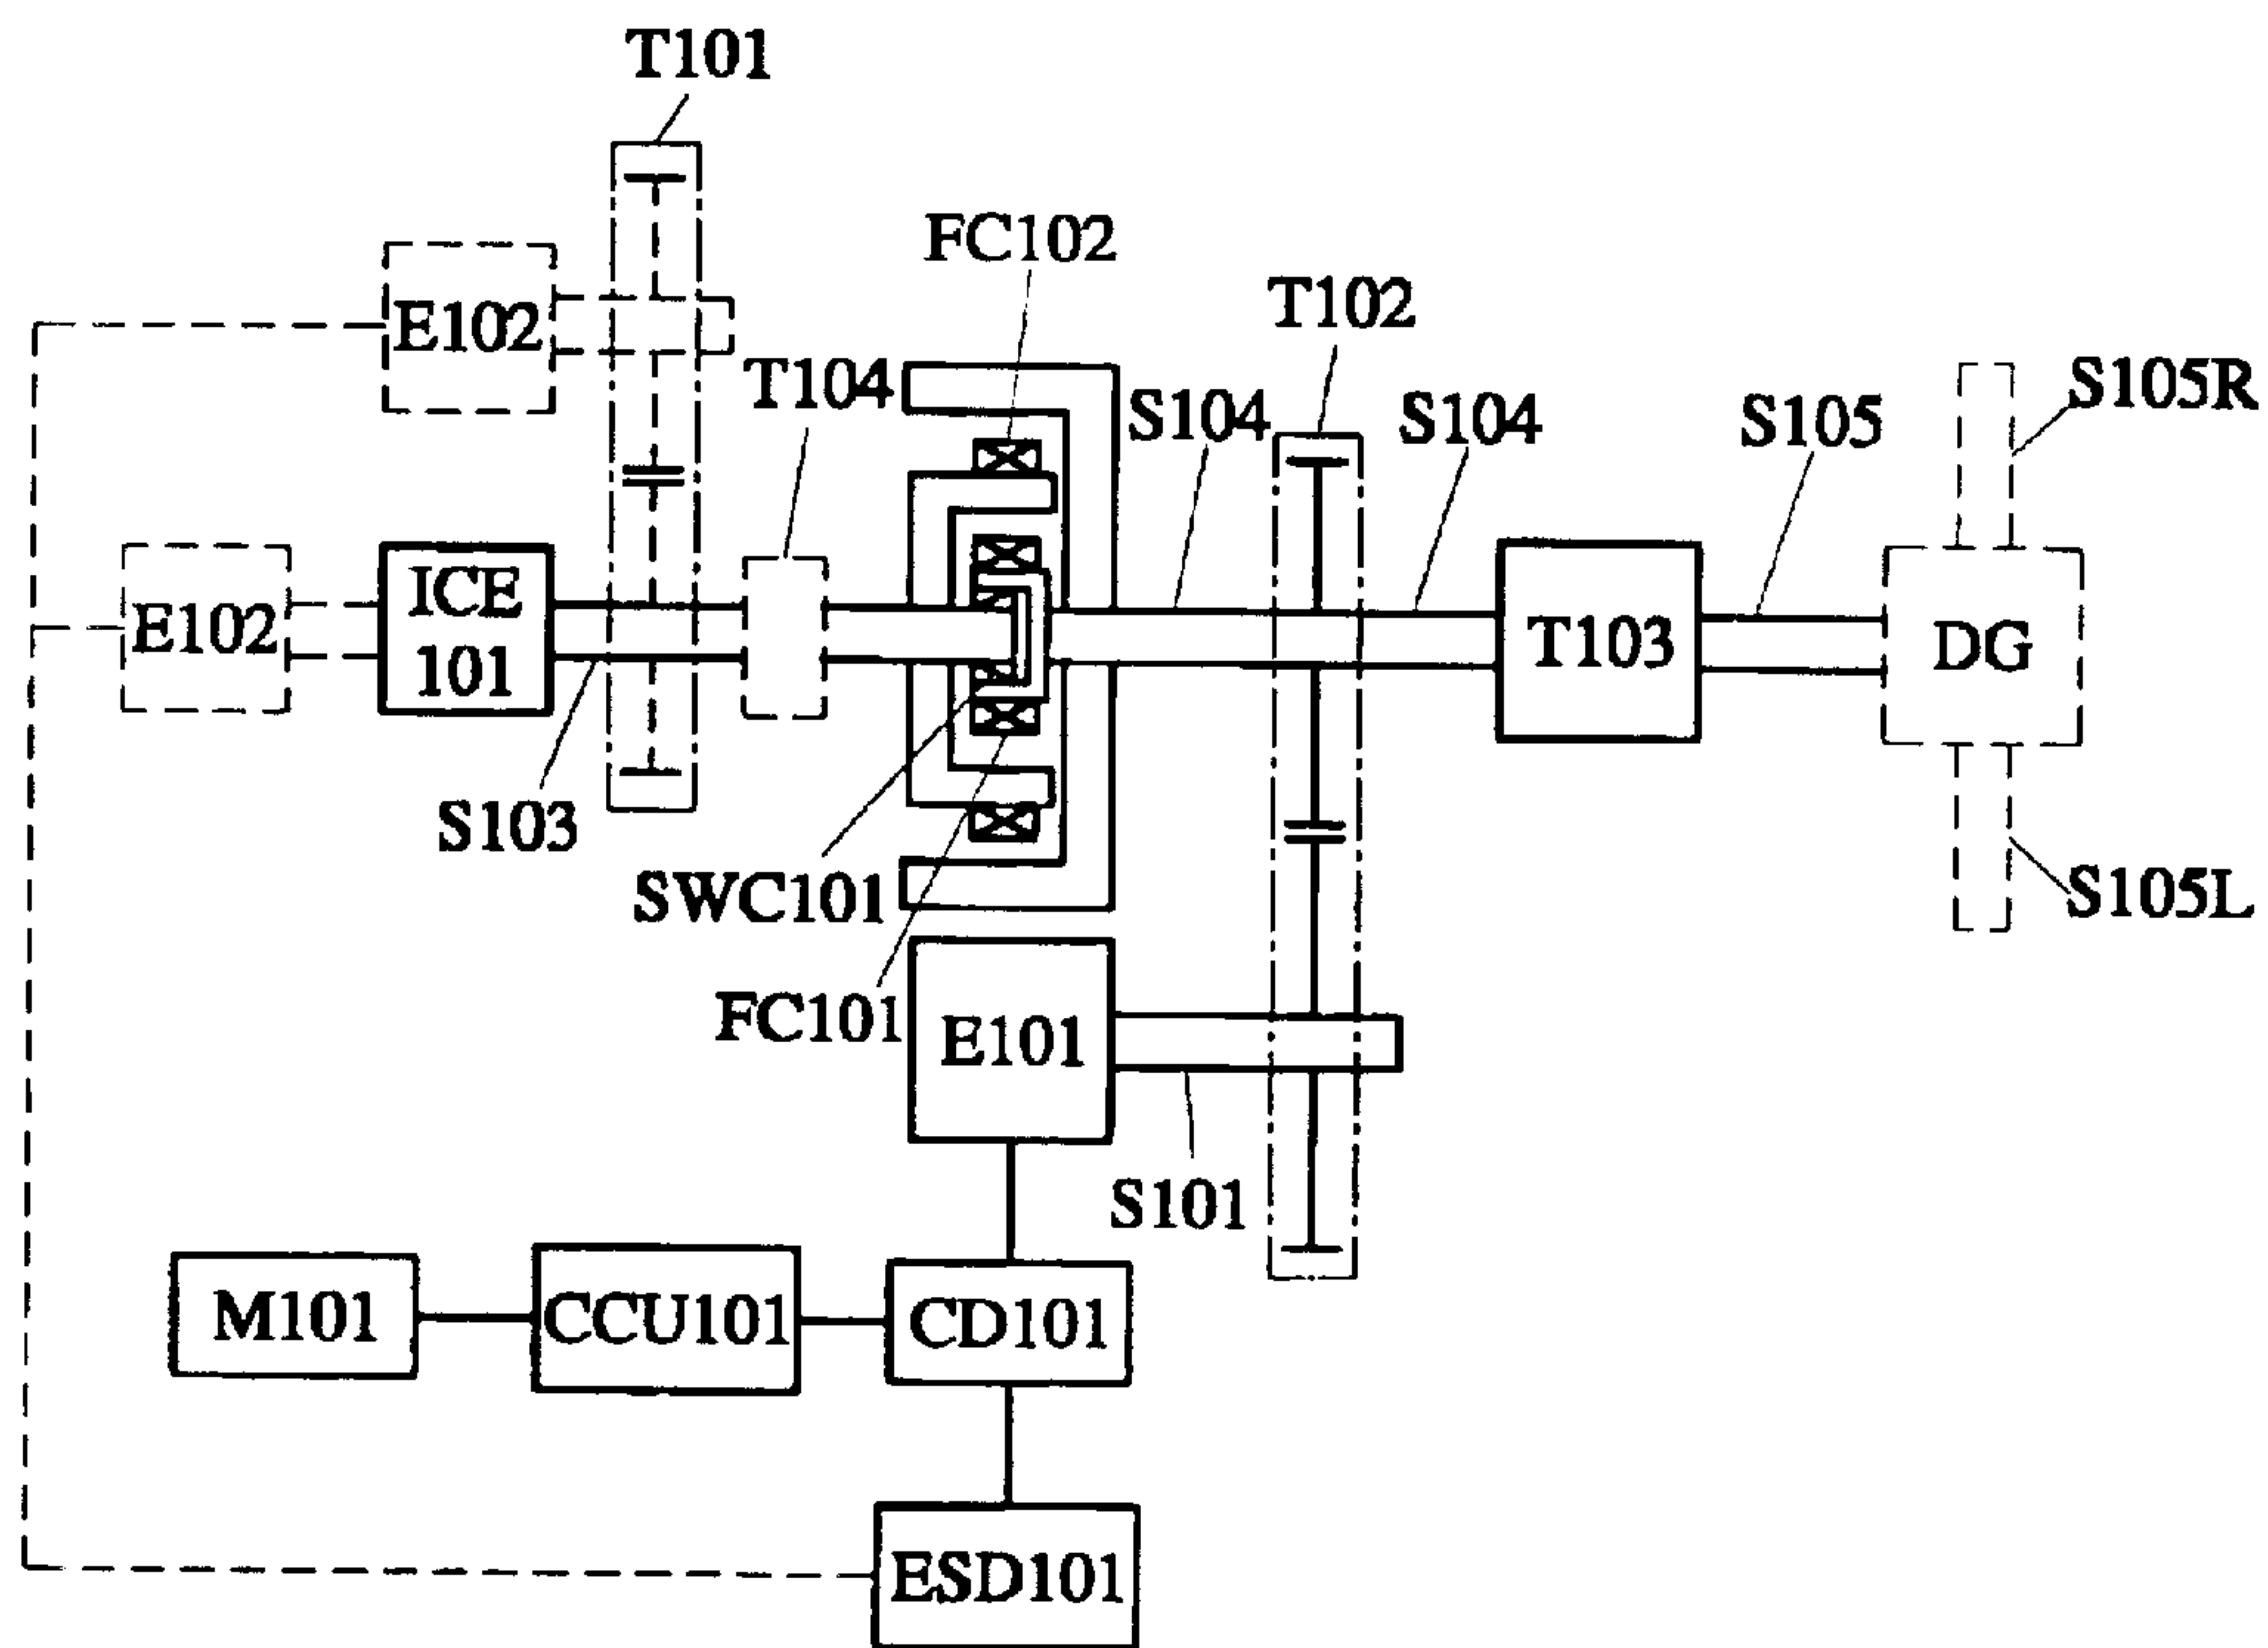 T101
FC102
T102
E102
T104
S104
S104
S105
S105R
E102
ICE
101
T103
DG
S103
SWC101
S105L
FC101
E101
S101
M101
CCU101
CD101
ESD101